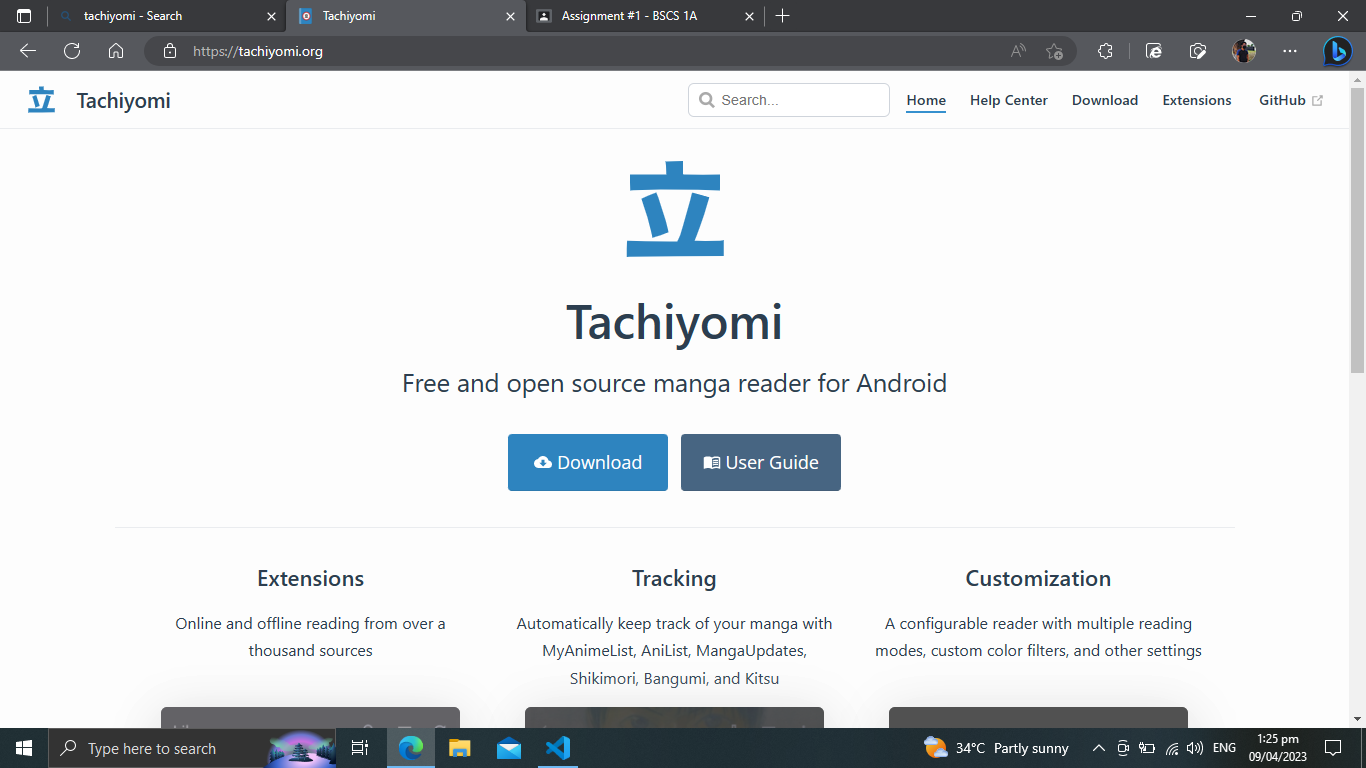 tachiyomi - Search
Tachiyomi
Assignment #1 - BSCS 1A
https://tachiyomi.org
立
Tachiyomi
Search...
Home
Help Center
Download
Extensions
GitHub
立
Tachiyomi
Free and open source manga reader for Android
Download
User Guide
Extensions
Tracking
Customization
Online and offline reading from over a
thousand sources
Automatically keep track of your manga with
MyAnimeList, AniList, MangaUpdates,
Shikimori, Bangumi, and Kitsu
A configurable reader with multiple reading
modes, custom color filters, and other settings
Type here to search
34°C Partly sunny
ENG
1:25 pm
09/04/2023